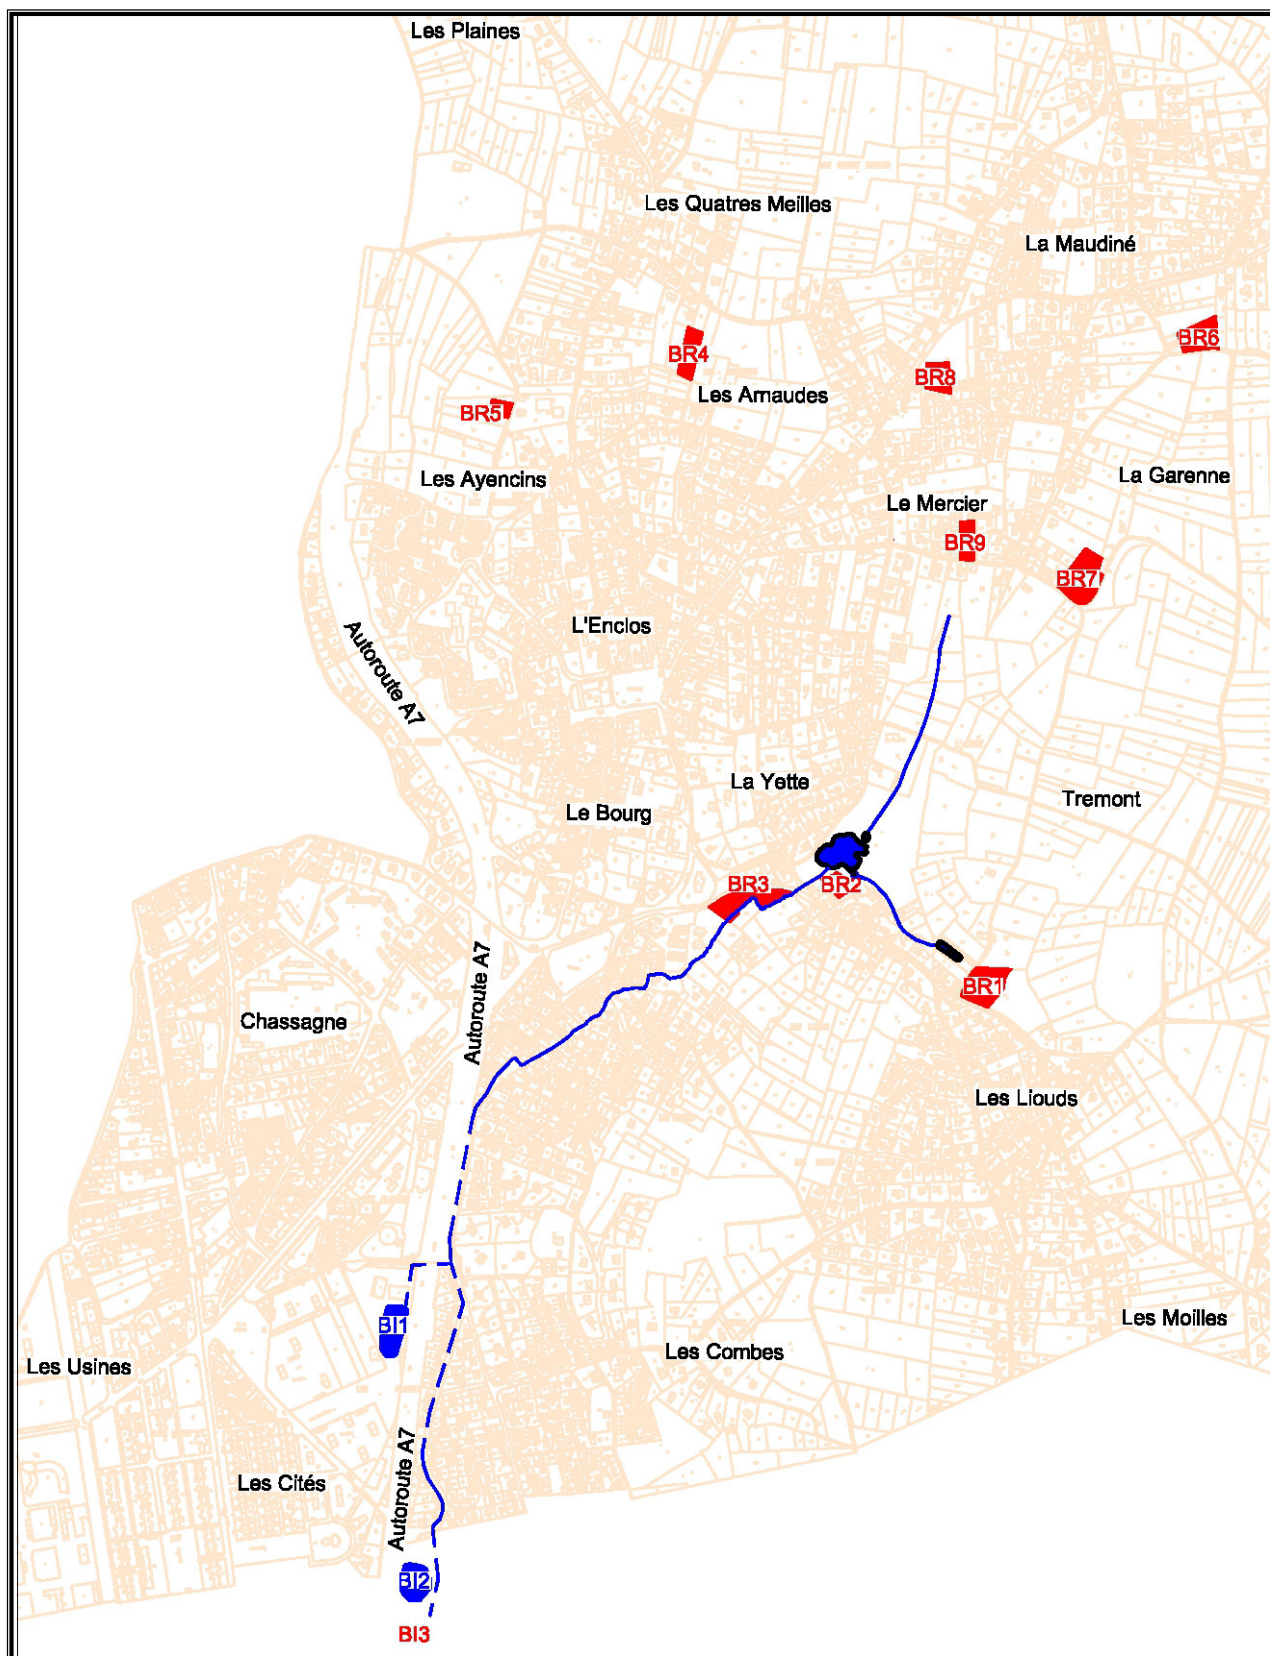 Les Plaines
Les Quatres Meilles
La Maudiné
BR6
BR4
BR8
Les Arnaudes
BR5
Les Ayencins
La Garenne
Le Mercier
BR9
BR7
L'Enclos
Autoroute A7
La Yette
Tremont
Le Bourg
BR3
BR2
BR1
Autoroute A7
Chassagne
Les Liouds
Les Moilles
BI1
Les Combes
Les Usines
Autoroute A7
Les Cités
BI2
BI3